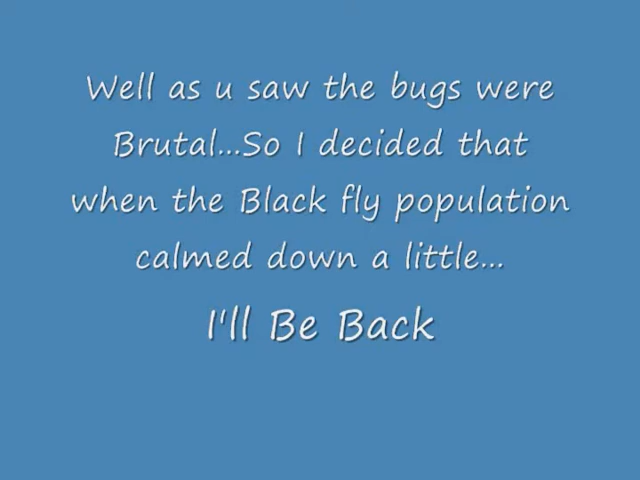 Well as u saw the bugs were
Brutal...So I decided that
when the Black fly population
calmed down a little...
I'll Be Back